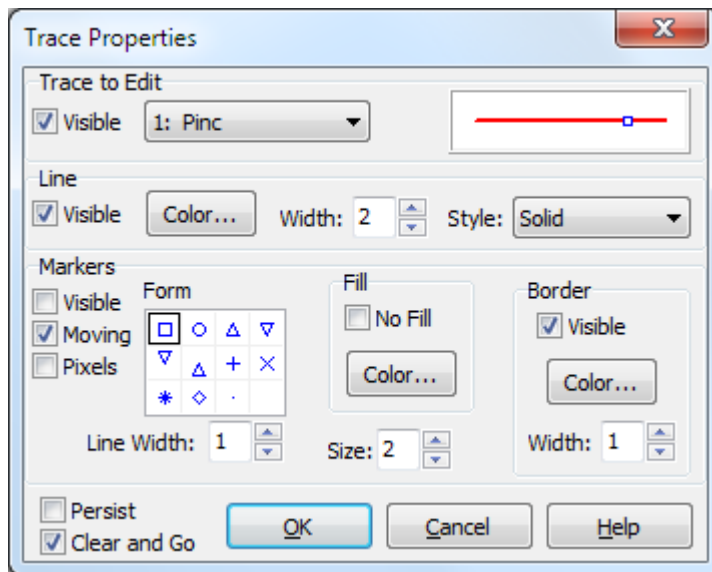 Trace Properties
Trace to Edit
Visible 1: Pinc
Line
Visible Color... Width: 2 Style: Solid
Markers
Visible
Moving
Pixels
Form
Line Width: 1
Fill
No Fill
Color...
Size: 2
Border
Visible
Color...
Width: 1
Persist
Clear and Go
OK Cancel Help